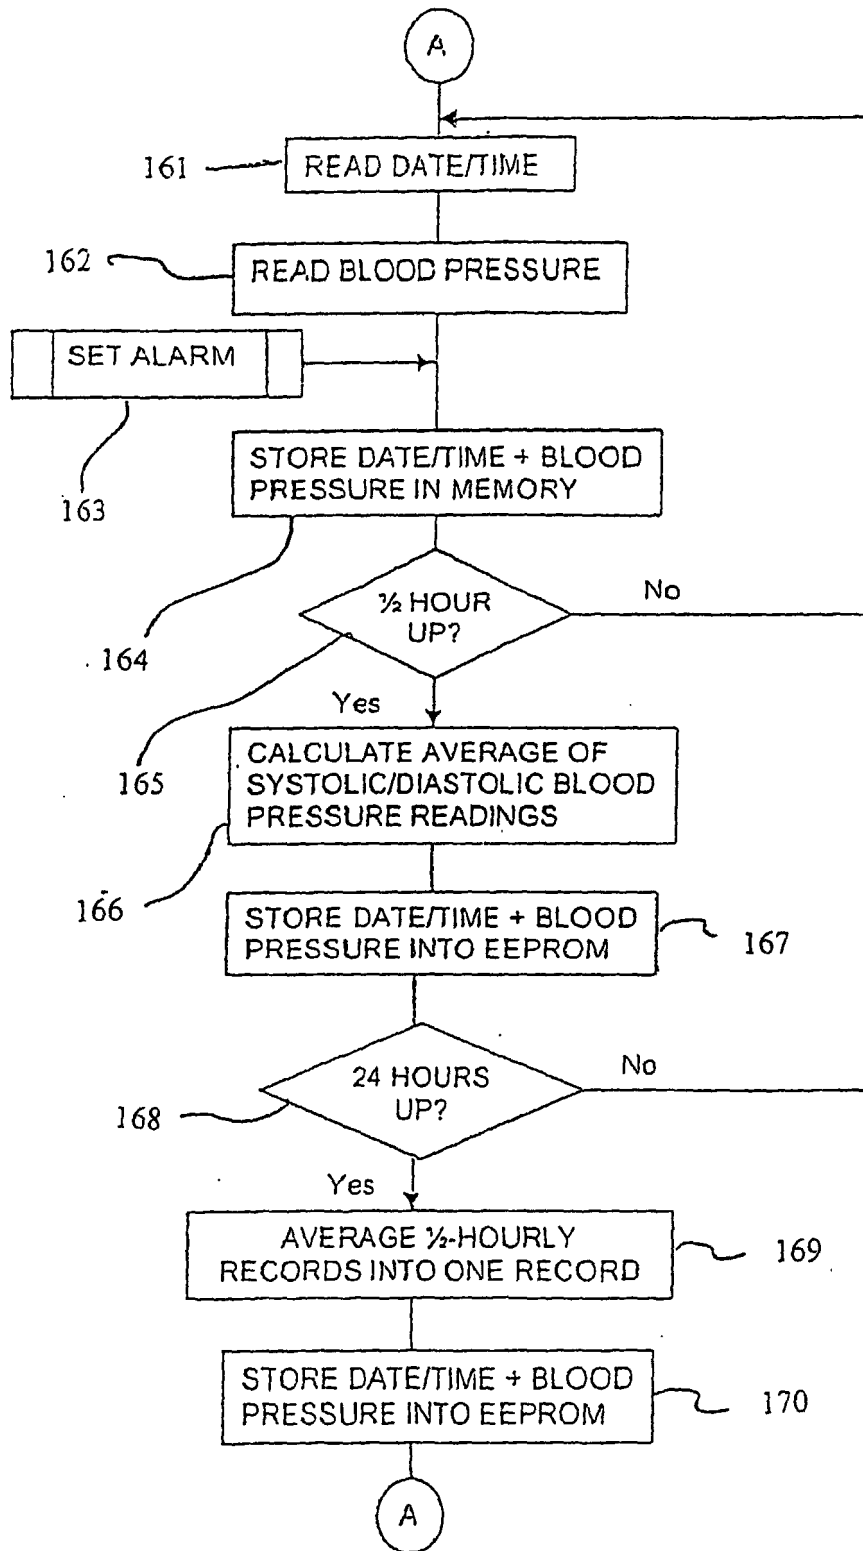 A
161
READ DATE/TIME
162
READ BLOOD PRESSURE
SET ALARM
163
STORE DATE/TIME + BLOOD
PRESSURE IN MEMORY
164
½ HOUR
UP?
No
165
Yes
CALCULATE AVERAGE OF
SYSTOLIC/DIASTOLIC BLOOD
PRESSURE READINGS
166
STORE DATE/TIME + BLOOD
PRESSURE INTO EEPROM
167
24 HOURS
UP?
No
168
Yes
AVERAGE ½-HOURLY
RECORDS INTO ONE RECORD
169
STORE DATE/TIME + BLOOD
PRESSURE INTO EEPROM
170
A